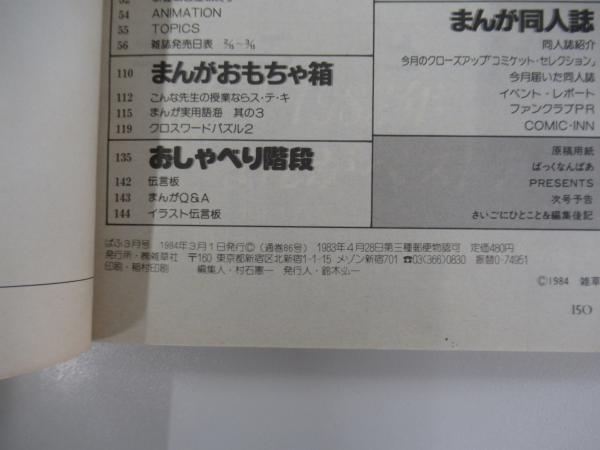 54 ANIMATION
55 TOPICS
56 雑誌発売日表 2/8〜3/8
110 まんがおもちゃ箱
112 こんな先生の授業ならス・テ・キ
115 まんが実用語海 其の3
119 クロスワードパズル2
135 おしゃべり階段
142 伝言板
143 まんがQ&A
144 イラスト伝言板
まんが同人誌
同人誌紹介
今月のクローズアップ「コミケット・セレクション」
今月届いた同人誌
イベント・レポート
ファンクラブPR
COMIC-INN
原稿用紙
ばっくなんばあ
PRESENTS
次号予告
さいごにひとこと&編集後記
ぱふ3月号 1984年3月1日発行© (通巻86号) 1983年4月28日第三種郵便物認可 定価480円
発行所・㈱雑草社 〒160 東京都新宿区北新宿1-1-15 メゾン新宿701 ☎03(366)0830 振替0-74951
印刷・稲村印刷 編集人・村石憲一 発行人・鈴木弘一
©1984 雑草
150